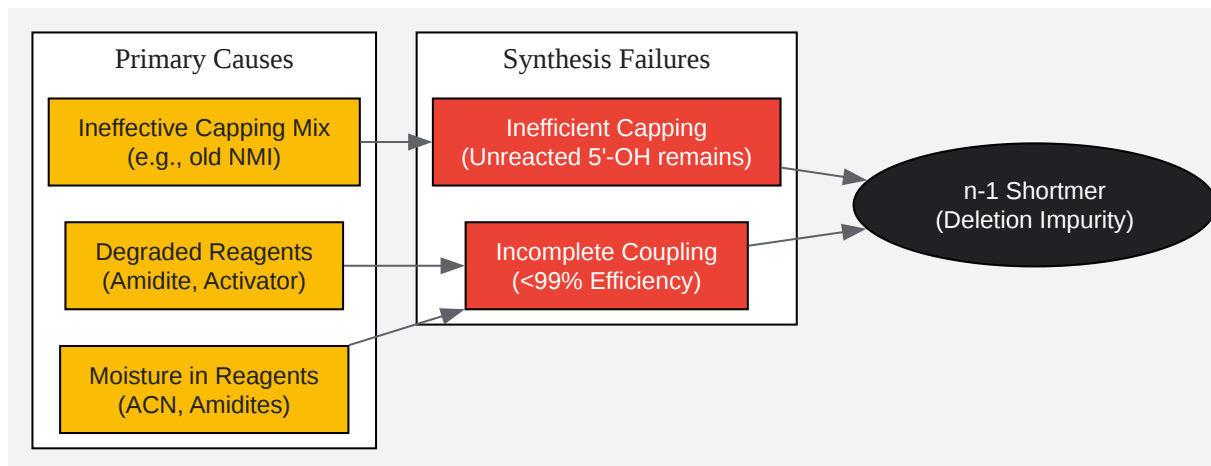 Primary Causes
Ineffective Capping Mix
(e.g., old NMI)
Degraded Reagents
(Amidite, Activator)
Moisture in Reagents
(ACN, Amidites)
Synthesis Failures
Inefficient Capping
(Unreacted 5'-OH remains)
Incomplete Coupling
(<99% Efficiency)
n-1 Shortmer
(Deletion Impurity)